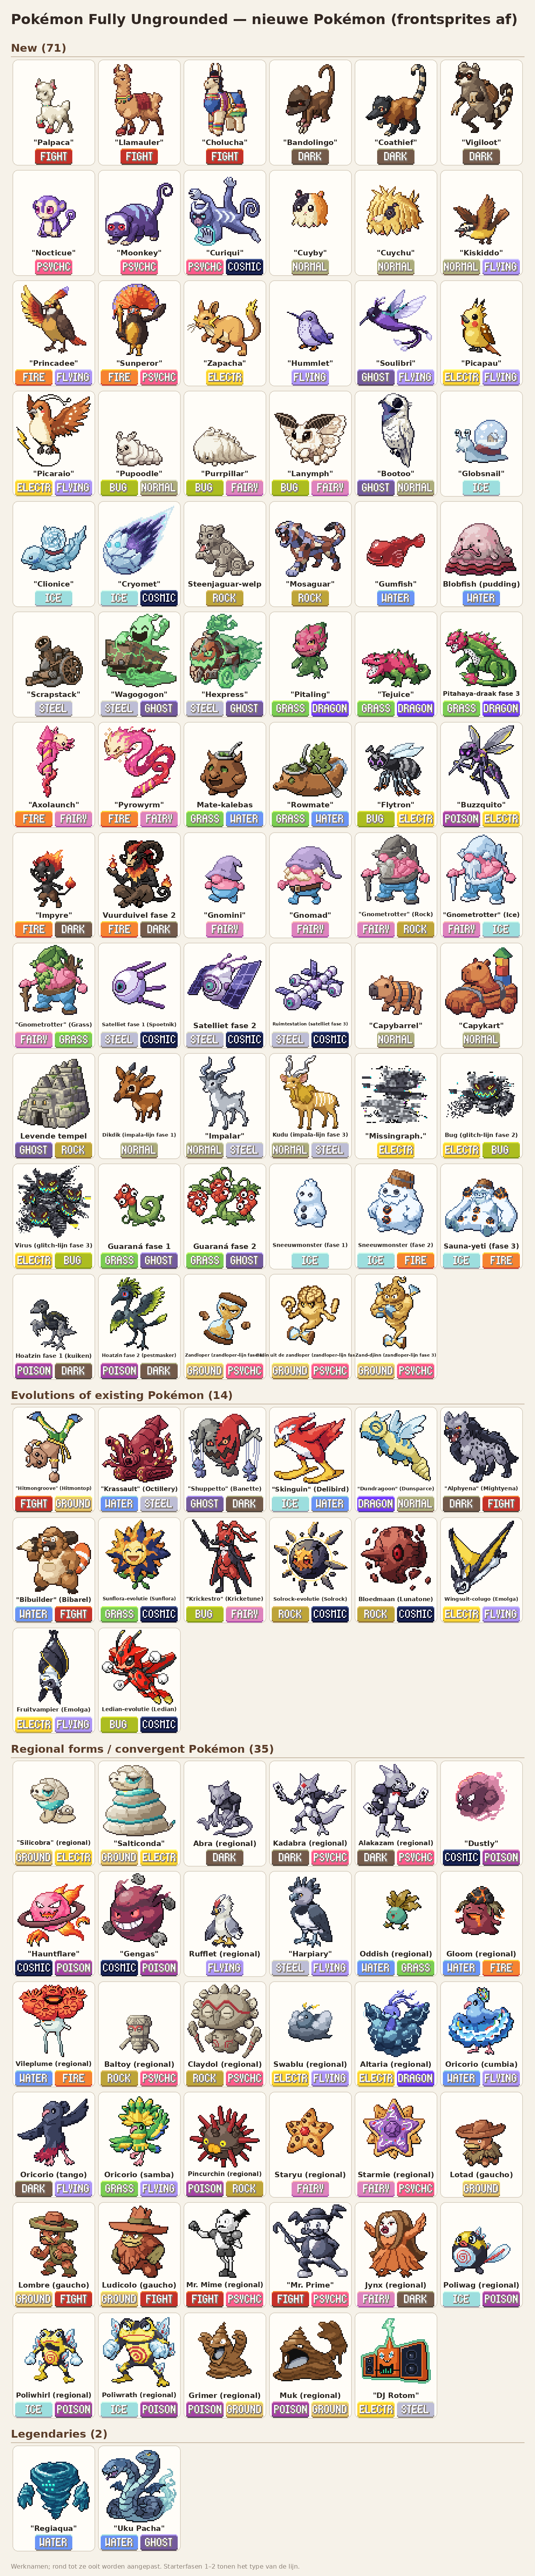 Pokémon Fully Ungrounded — nieuwe Pokémon (frontsprites af)
New (71)
"Palpaca" "Llamauler" "Cholucha" "Bandolingo" "Coathief" "Vigiloot"
FIGHT FIGHT FIGHT DARK DARK DARK
"Nocticue" "Moonkey" "Curiqui" "Cuyby" "Cuychu" "Kiskiddo"
PSYCHC PSYCHC PSYCHC COSMIC NORMAL NORMAL NORMAL FLYING
"Princadee" "Sunperor" "Zapacha" "Hummlet" "Soulibri" "Picapau"
FIRE FLYING FIRE PSYCHC ELECTR FLYING GHOST FLYING ELECTR FLYING
"Picaraio" "Pupoodle" "Purrpillar" "Lanymph" "Bootoo" "Globsnail"
ELECTR FLYING BUG NORMAL BUG FAIRY BUG FAIRY GHOST NORMAL ICE
"Clionice" "Cryomet" Steenjaguar-welp "Mosaguar" "Gumfish" Blobfish (pudding)
ICE ICE COSMIC ROCK ROCK WATER WATER
"Scrapstack" "Wagogogon" "Hexpress" "Pitaling" "Tejuice" Pitahaya-draak fase 3
STEEL STEEL GHOST STEEL GHOST GRASS DRAGON GRASS DRAGON GRASS DRAGON
"Axolaunch" "Pyrowyrm" Mate-kalebas "Rowmate" "Flytron" "Buzzquito"
FIRE FAIRY FIRE FAIRY GRASS WATER GRASS WATER BUG ELECTR POISON ELECTR
"Impyre" Vuurduivel fase 2 "Gnomini" "Gnomad" "Gnometrotter" (Rock) "Gnometrotter" (Ice)
FIRE DARK FIRE DARK FAIRY FAIRY FAIRY ROCK FAIRY ICE
"Gnometrotter" (Grass) Satelliet fase 1 (Spoetnik) Satelliet fase 2 Ruimtestation (satelliet fase 3) "Capybarrel" "Capykart"
FAIRY GRASS STEEL COSMIC STEEL COSMIC STEEL COSMIC NORMAL NORMAL
Levende tempel Dikdik (impala-lijn fase 1) "Impalar" Kudu (impala-lijn fase 3) "Missingraph." Bug (glitch-lijn fase 2)
GHOST ROCK NORMAL NORMAL STEEL NORMAL STEEL ELECTR ELECTR BUG
Virus (glitch-lijn fase 3) Guaraná fase 1 Guaraná fase 2 Sneeuwmonster (fase 1) Sneeuwmonster (fase 2) Sauna-yeti (fase 3)
ELECTR BUG GRASS GHOST GRASS GHOST ICE ICE FIRE ICE FIRE
Hoatzin fase 1 (kuiken) Hoatzin fase 2 (pestmasker) Zandloper (zandloper-lijn uit de zandloper (zandloper-lijn Zand-djinn (zandloper-lijn fase 3)
POISON DARK POISON DARK GROUND PSYCHC GROUND PSYCHC GROUND PSYCHC
Evolutions of existing Pokémon (14)
"Hitmongroove" (Hitmontopl "Krassault" (Octillery) "Shuppetto" (Banette) "Skinguin" (Delibird) "Dundragoon" (Dunsparce) "Alphyena" (Mightyena)
FIGHT GROUND WATER STEEL GHOST DARK ICE WATER DRAGON NORMAL DARK FIGHT
"Bibuilder" (Bibarel) Sunflora-evolutie (Sunflora) "Krickestro" (Kricketune) Solrock-evolutie (Solrock) Bloedmaan (Lunatone) Wingsuit-colugo (Emolga)
WATER FIGHT GRASS COSMIC BUG FAIRY ROCK COSMIC ROCK COSMIC ELECTR FLYING
Fruitvampier (Emolga) Ledian-evolutie (Ledian)
ELECTR FLYING BUG COSMIC
Regional forms / convergent Pokémon (35)
"Silicobra" (regional) "Salticonda" Abra (regional) Kadabra (regional) Alakazam (regional) "Dustly"
GROUND ELECTR GROUND ELECTR DARK DARK PSYCHC DARK PSYCHC COSMIC POISON
"Hauntflare" "Gengas" Rufflet (regional) "Harpiary" Oddish (regional) Gloom (regional)
COSMIC POISON COSMIC POISON FLYING STEEL FLYING WATER GRASS WATER FIRE
Vileplume (regional) Baltoy (regional) Claydol (regional) Swablu (regional) Altaria (regional) Oricorio (cumbia)
WATER FIRE ROCK PSYCHC ROCK PSYCHC ELECTR FLYING ELECTR DRAGON WATER FLYING
Oricorio (tango) Oricorio (samba) Pincurchin (regional) Staryu (regional) Starmie (regional) Lotad (gaucho)
DARK FLYING GRASS FLYING POISON ROCK FAIRY FAIRY PSYCHC GROUND
Lombre (gaucho) Ludicolo (gaucho) Mr. Mime (regional) "Mr. Prime" Jynx (regional) Poliwag (regional)
GROUND FIGHT GROUND FIGHT FIGHT PSYCHC FIGHT PSYCHC FAIRY DARK ICE POISON
Poliwhirl (regional) Poliwrath (regional) Grimer (regional) Muk (regional) "DJ Rotom"
ICE POISON ICE POISON POISON GROUND POISON GROUND ELECTR STEEL
Legendaries (2)
"Regiaqua" "Uku Pacha"
WATER WATER GHOST
Werknamen; rond tot ze ooit worden aangepast. Starterfasen 1–2 tonen het type van de lijn.